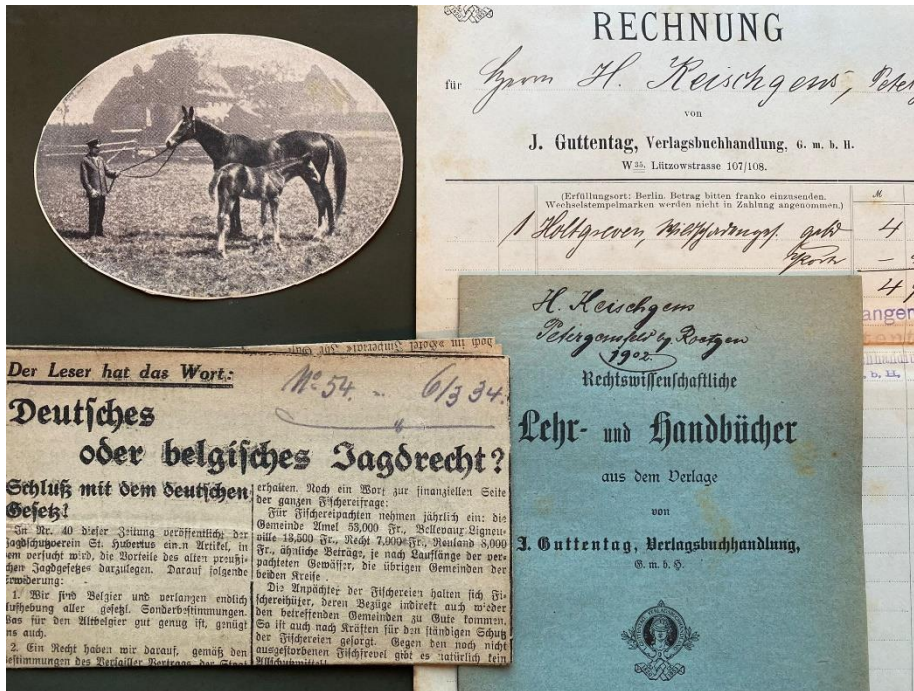 RECHNUNG
für Herrn H. Keischgens,
von
J. Guttentag, Verlagsbuchhandlung, G. m. b. H.
W 35, Lützowstrasse 107/108.
(Erfüllungsort: Berlin. Betrag bitten franko einzusenden.
Wechselstempelmarken werden nicht in Zahlung angenommen.)
M
1 Holtgreven, Wildschadenges. gebd 4
Porto –
4
H. Keischgens
Petergensfeld by Roetgen
1902.
Rechtswiſſenſchaftliche
Lehr- und Handbücher
aus dem Verlage
von
J. Guttentag, Verlagsbuchhandlung,
G. m. b. H.
Der Leſer hat das Wort:
No. 54. 6/3 34.
Deutſches
oder belgiſches Jagdrecht?
Schluß mit dem deutſchen
Geſetz!
In Nr. 40 dieſer Zeitung veröffentlicht der
Jagdſchutzverein St. Hubertus einen Artikel, in
dem verſucht wird, die Vorteile des alten preußi-
ſchen Jagdgeſetzes darzulegen. Darauf folgende
Erwiderung:
1. Wir ſind Belgier und verlangen endlich
Aufhebung aller geſetzl. Sonderbeſtimmungen.
Was für den Altbelgier gut genug iſt, genügt
uns auch.
2. Ein Recht haben wir darauf, gemäß den
Beſtimmungen des Verſailler Vertrags, der Staat
erhalten. Noch ein Wort zur finanziellen Seite
der ganzen Fiſchereifrage:
Für Fiſchereipachten nehmen jährlich ein: die
Gemeinde Amel 53,000 Fr., Bellevaux-Ligneu-
ville 13,500 Fr., Recht 7,000 Fr., Reuland 3,000
Fr., ähnliche Beträge, je nach Lauflänge der ver-
pachteten Gewäſſer, die übrigen Gemeinden der
beiden Kreiſe.
Die Anpächter der Fiſchereien halten ſich Fi-
ſchereihüter, deren Bezüge indirekt auch wieder
den betreffenden Gemeinden zu Gute kommen.
So iſt auch nach Kräften für den ſtändigen Schutz
der Fiſchereien geſorgt. Gegen den noch nicht
ausgeſtorbenen Fiſchfrevel gibt es natürlich kein